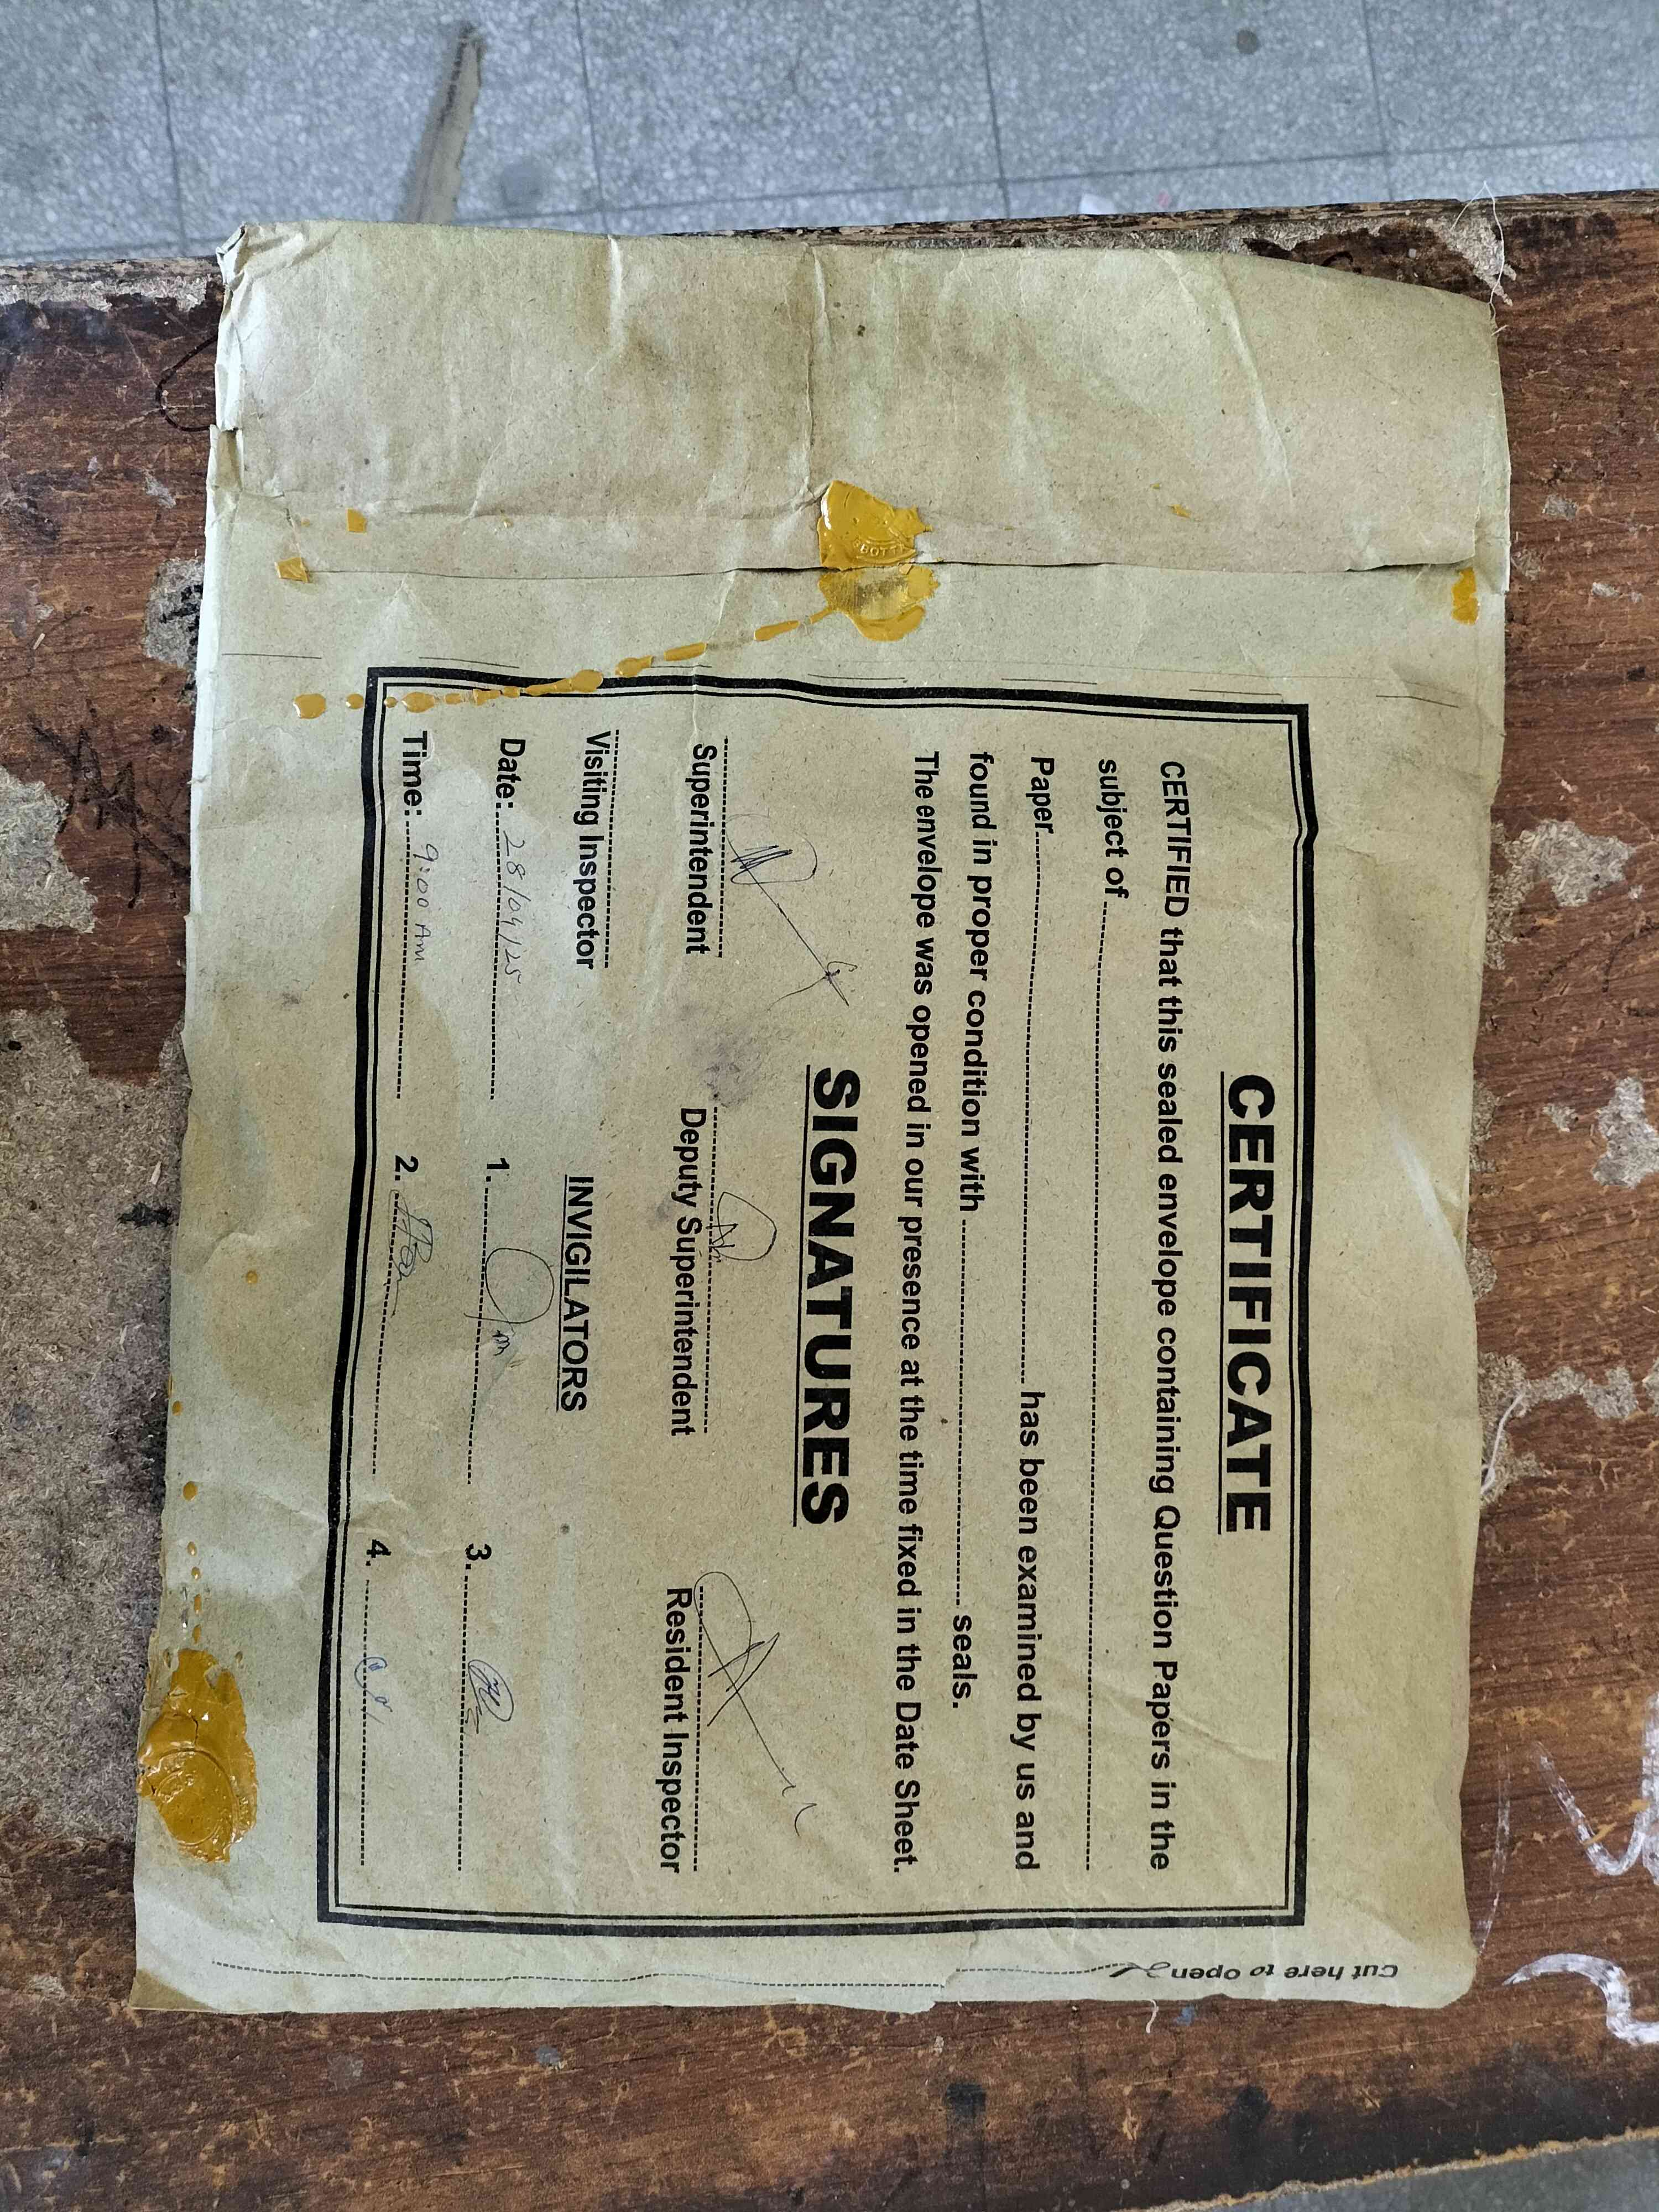 CERTIFICATE
CERTIFIED that this sealed envelope containing Question Papers in the
subject of
Paper has been examined by us and
found in proper condition with seals.
The envelope was opened in our presence at the time fixed in the Date Sheet.
SIGNATURES
Superintendent Deputy Superintendent Resident Inspector
Visiting Inspector INVIGILATORS
Date: 28/04/25 1. 3.
Time: 9:00 Am 2. 4.
Cut here to open